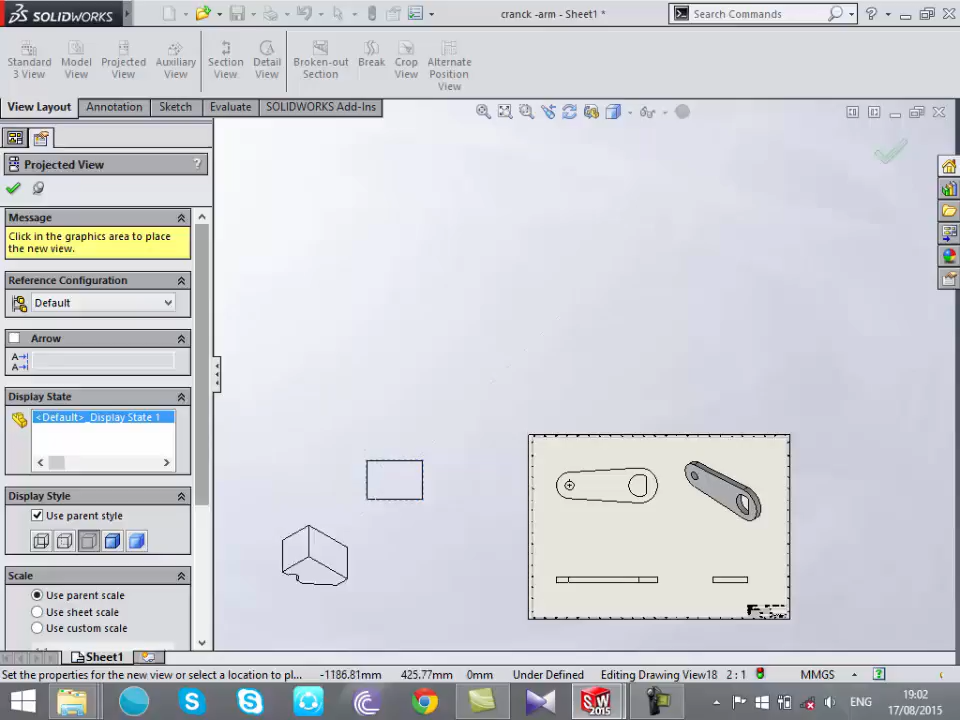 SOLIDWORKS
cranck -arm - Sheet1 *
Search Commands
Standard 3 View
Model View
Projected View
Auxiliary View
Section View
Detail View
Broken-out Section
Break
Crop View
Alternate Position View
View Layout
Annotation
Sketch
Evaluate
SOLIDWORKS Add-Ins
Projected View
?
Message
Click in the graphics area to place
the new view.
Reference Configuration
Default
Arrow
A
A
Display State
<Default>_Display State 1
Display Style
Use parent style
Scale
Use parent scale
Use sheet scale
Use custom scale
Sheet1
Set the properties for the new view or select a location to pl...
-1186.81mm
425.77mm
0mm
Under Defined
Editing Drawing View18
2 : 1
MMGS
?
SW
2015
ENG
19:02
17/08/2015